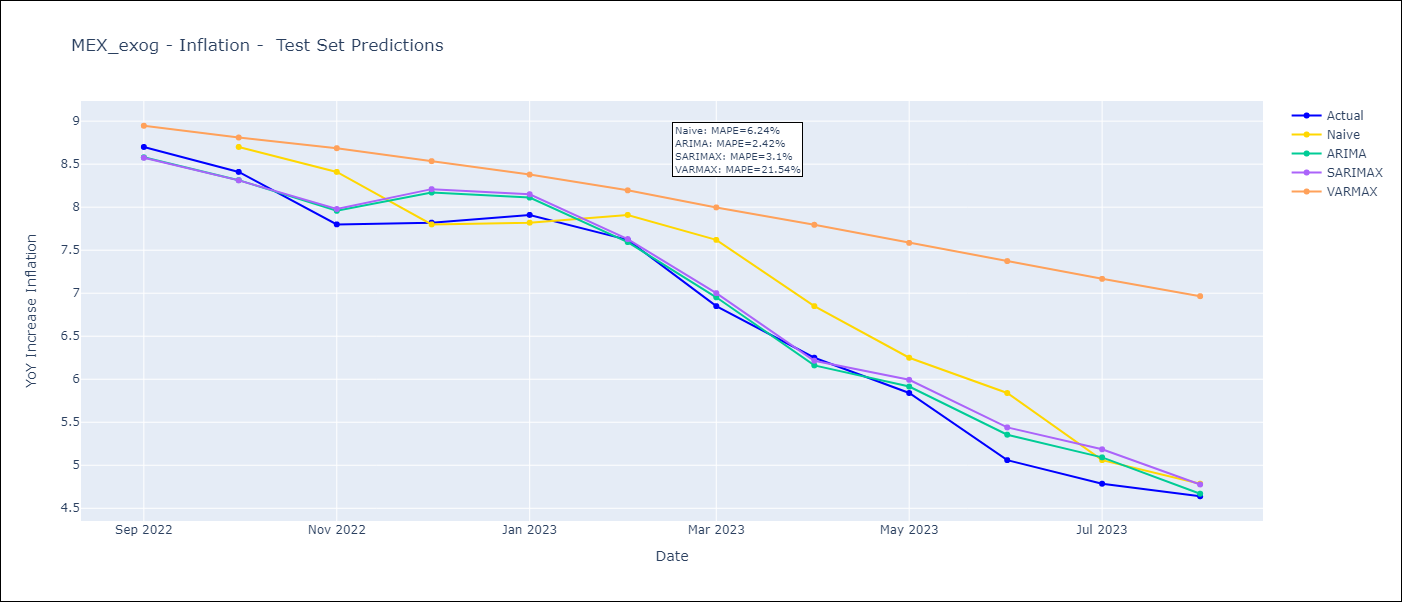 MEX_exog - Inflation -  Test Set Predictions
Naive: MAPE=6.24%
ARIMA: MAPE=2.42%
SARIMAX: MAPE=3.1%
VARMAX: MAPE=21.54%
Actual
Naive
ARIMA
SARIMAX
VARMAX
YoY Increase Inflation
9
8.5
8
7.5
7
6.5
6
5.5
5
4.5
Sep 2022
Nov 2022
Jan 2023
Mar 2023
May 2023
Jul 2023
Date